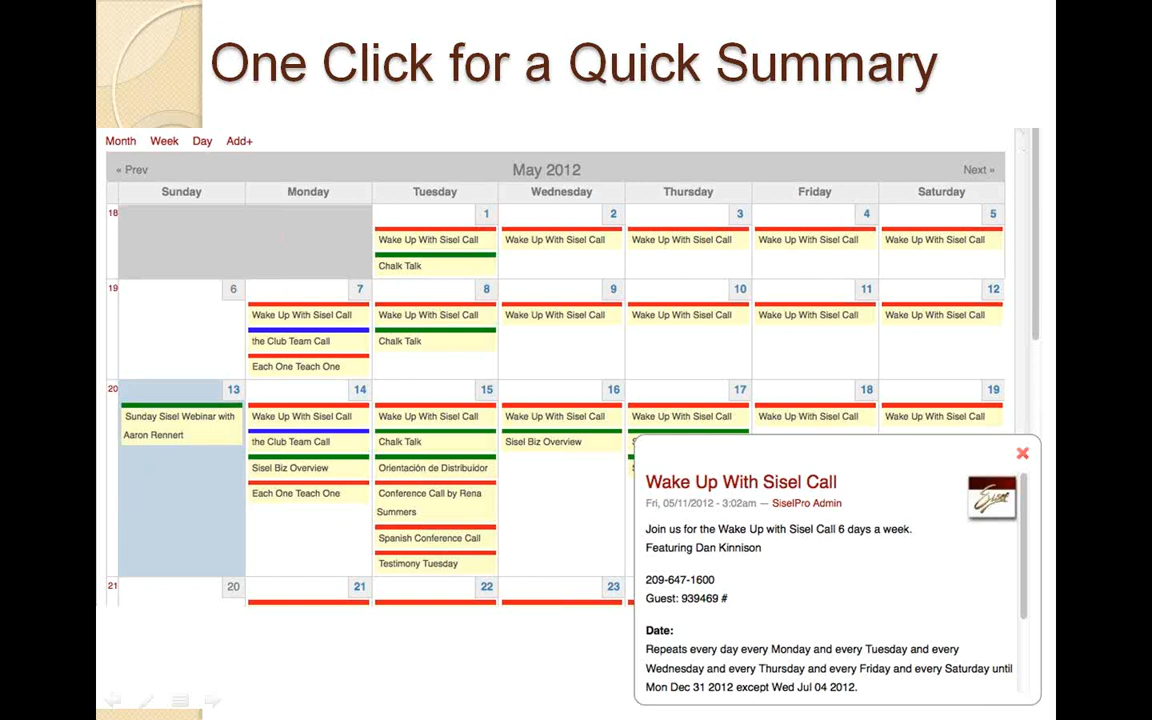 One Click for a Quick Summary
Month Week Day Add+
« Prev May 2012 Next »
Sunday Monday Tuesday Wednesday Thursday Friday Saturday
18 1 2 3 4 5
Wake Up With Sisel Call Wake Up With Sisel Call Wake Up With Sisel Call Wake Up With Sisel Call Wake Up With Sisel Call
Chalk Talk
19 6 7 8 9 10 11 12
Wake Up With Sisel Call Wake Up With Sisel Call Wake Up With Sisel Call Wake Up With Sisel Call Wake Up With Sisel Call Wake Up With Sisel Call
the Club Team Call Chalk Talk
Each One Teach One
20 13 14 15 16 17 18 19
Sunday Sisel Webinar with Wake Up With Sisel Call Wake Up With Sisel Call Wake Up With Sisel Call Wake Up With Sisel Call Wake Up With Sisel Call Wake Up With Sisel Call
Aaron Rennert the Club Team Call Chalk Talk Sisel Biz Overview
Sisel Biz Overview Orientación de Distribuidor
Each One Teach One Conference Call by Rena
Summers
Spanish Conference Call
Testimony Tuesday
21 20 21 22 23
Wake Up With Sisel Call
Sisel
Fri, 05/11/2012 - 3:02am — SiselPro Admin
Join us for the Wake Up with Sisel Call 6 days a week.
Featuring Dan Kinnison
209-647-1600
Guest: 939469 #
Date:
Repeats every day every Monday and every Tuesday and every
Wednesday and every Thursday and every Friday and every Saturday until
Mon Dec 31 2012 except Wed Jul 04 2012.